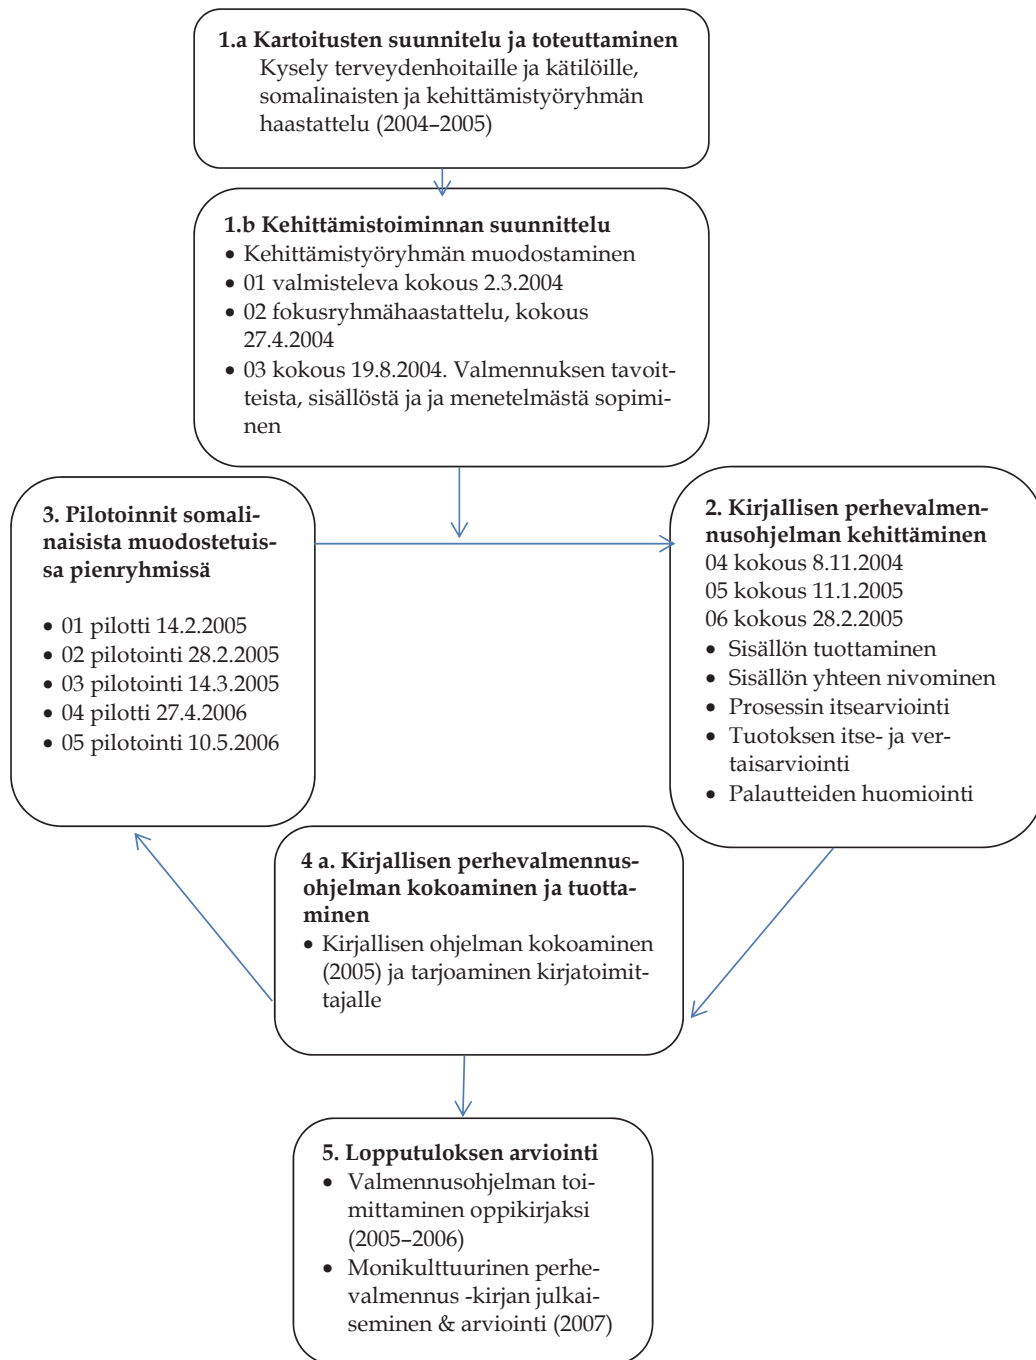 1.a Kartoitusten suunnitelu ja toteuttaminen
Kysely terveydenhoitaille ja kätilöille,
somalinaisten ja kehittämistyöryhmän
haastattelu (2004–2005)
1.b Kehittämistoiminnan suunnittelu
• Kehittämistyöryhmän muodostaminen
• 01 valmisteleva kokous 2.3.2004
• 02 fokusryhmähaastattelu, kokous
27.4.2004
• 03 kokous 19.8.2004. Valmennuksen tavoit-
teista, sisällöstä ja ja menetelmästä sopimi-
nen
3. Pilotoinnit somali-
naisista muodostetuis-
sa pienryhmissä
• 01 pilotti 14.2.2005
• 02 pilotointi 28.2.2005
• 03 pilotointi 14.3.2005
• 04 pilotti 27.4.2006
• 05 pilotointi 10.5.2006
2. Kirjallisen perhevalmen-
nusohjelman kehittäminen
04 kokous 8.11.2004
05 kokous 11.1.2005
06 kokous 28.2.2005
• Sisällön tuottaminen
• Sisällön yhteen nivominen
• Prosessin itsearviointi
• Tuotoksen itse- ja ver-
taisarviointi
• Palautteiden huomiointi
4 a. Kirjallisen perhevalmennus-
ohjelman kokoaminen ja tuotta-
minen
• Kirjallisen ohjelman kokoaminen
(2005) ja tarjoaminen kirjatoimit-
tajalle
5. Lopputuloksen arviointi
• Valmennusohjelman toi-
mittaminen oppikirjaksi
(2005–2006)
• Monikulttuurinen perhe-
valmennus -kirjan julkai-
seminen & arviointi (2007)